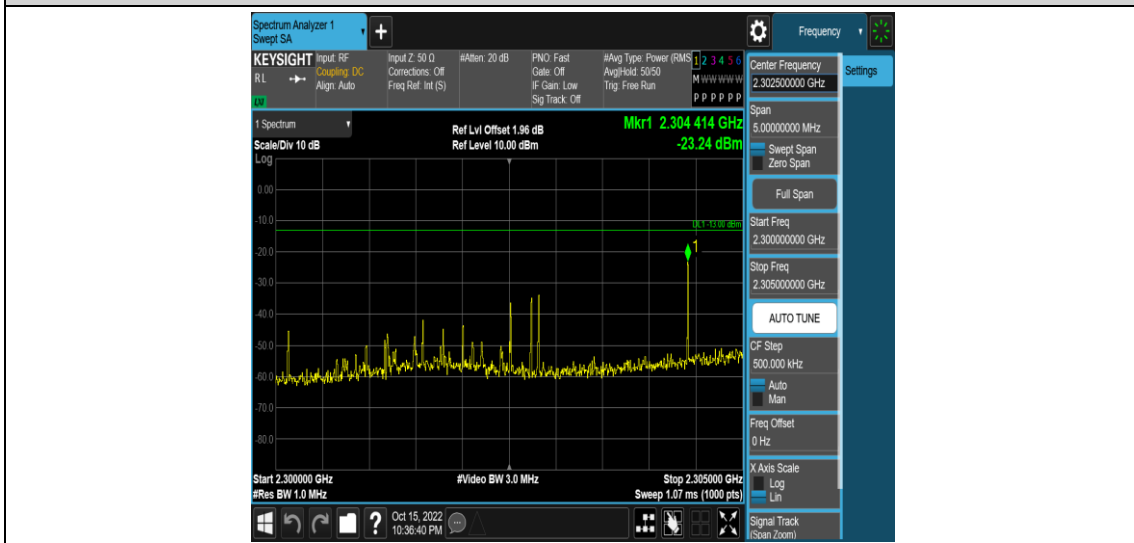 Spectrum Analyzer 1
Swept SA
+
Frequency
KEYSIGHT
RL
LXI
Input: RF
Coupling: DC
Align: Auto
Input Z: 50 Ω
Corrections: Off
Freq Ref: Int (S)
#Atten: 20 dB
PNO: Fast
Gate: Off
IF Gain: Low
Sig Track: Off
#Avg Type: Power (RMS
Avg|Hold: 50/50
Trig: Free Run
1 2 3 4 5 6
M W W W W W
P P P P P P
1 Spectrum
Scale/Div 10 dB
Log
Ref Lvl Offset 1.96 dB
Ref Level 10.00 dBm
Mkr1 2.304 414 GHz
-23.24 dBm
0.00
-10.0
DL1 -13.00 dBm
1
-20.0
-30.0
-40.0
-50.0
-60.0
-70.0
-80.0
Start 2.300000 GHz
#Res BW 1.0 MHz
#Video BW 3.0 MHz
Stop 2.305000 GHz
Sweep 1.07 ms (1000 pts)
?
Oct 15, 2022
10:36:40 PM
Center Frequency
2.302500000 GHz
Settings
Span
5.00000000 MHz
Swept Span
Zero Span
Full Span
Start Freq
2.300000000 GHz
Stop Freq
2.305000000 GHz
AUTO TUNE
CF Step
500.000 kHz
Auto
Man
Freq Offset
0 Hz
X Axis Scale
Log
Lin
Signal Track
(Span Zoom)